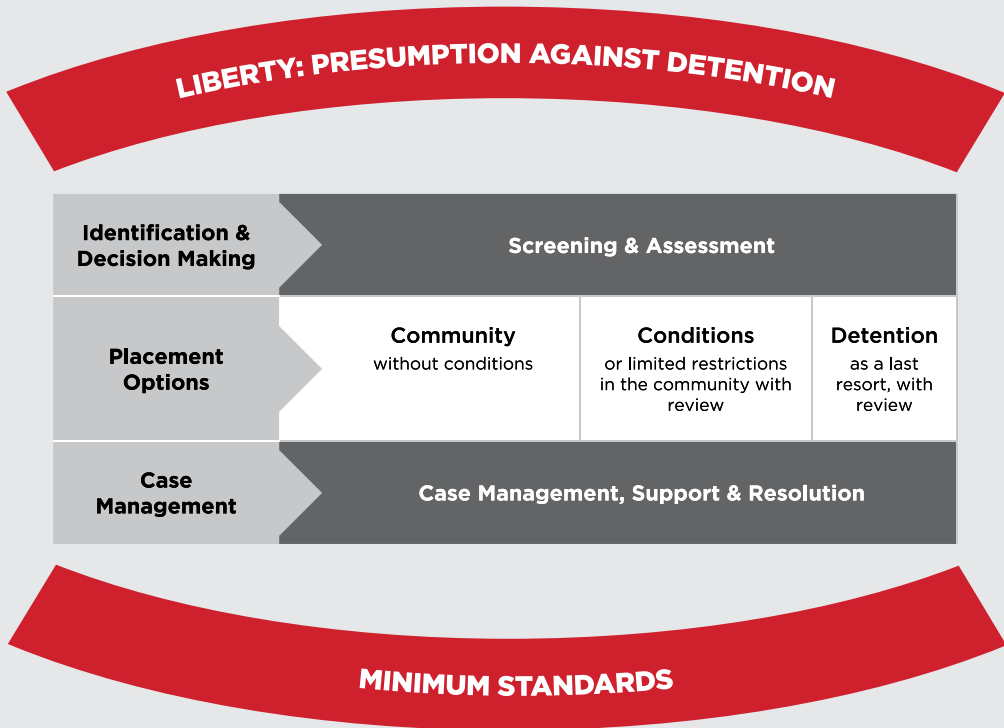 LIBERTY: PRESUMPTION AGAINST DETENTION
Identification &
Decision Making
Screening & Assessment
Placement
Options
Community
without conditions
Conditions
or limited restrictions
in the community with
review
Detention
as a last
resort, with
review
Case
Management
Case Management, Support & Resolution
MINIMUM STANDARDS